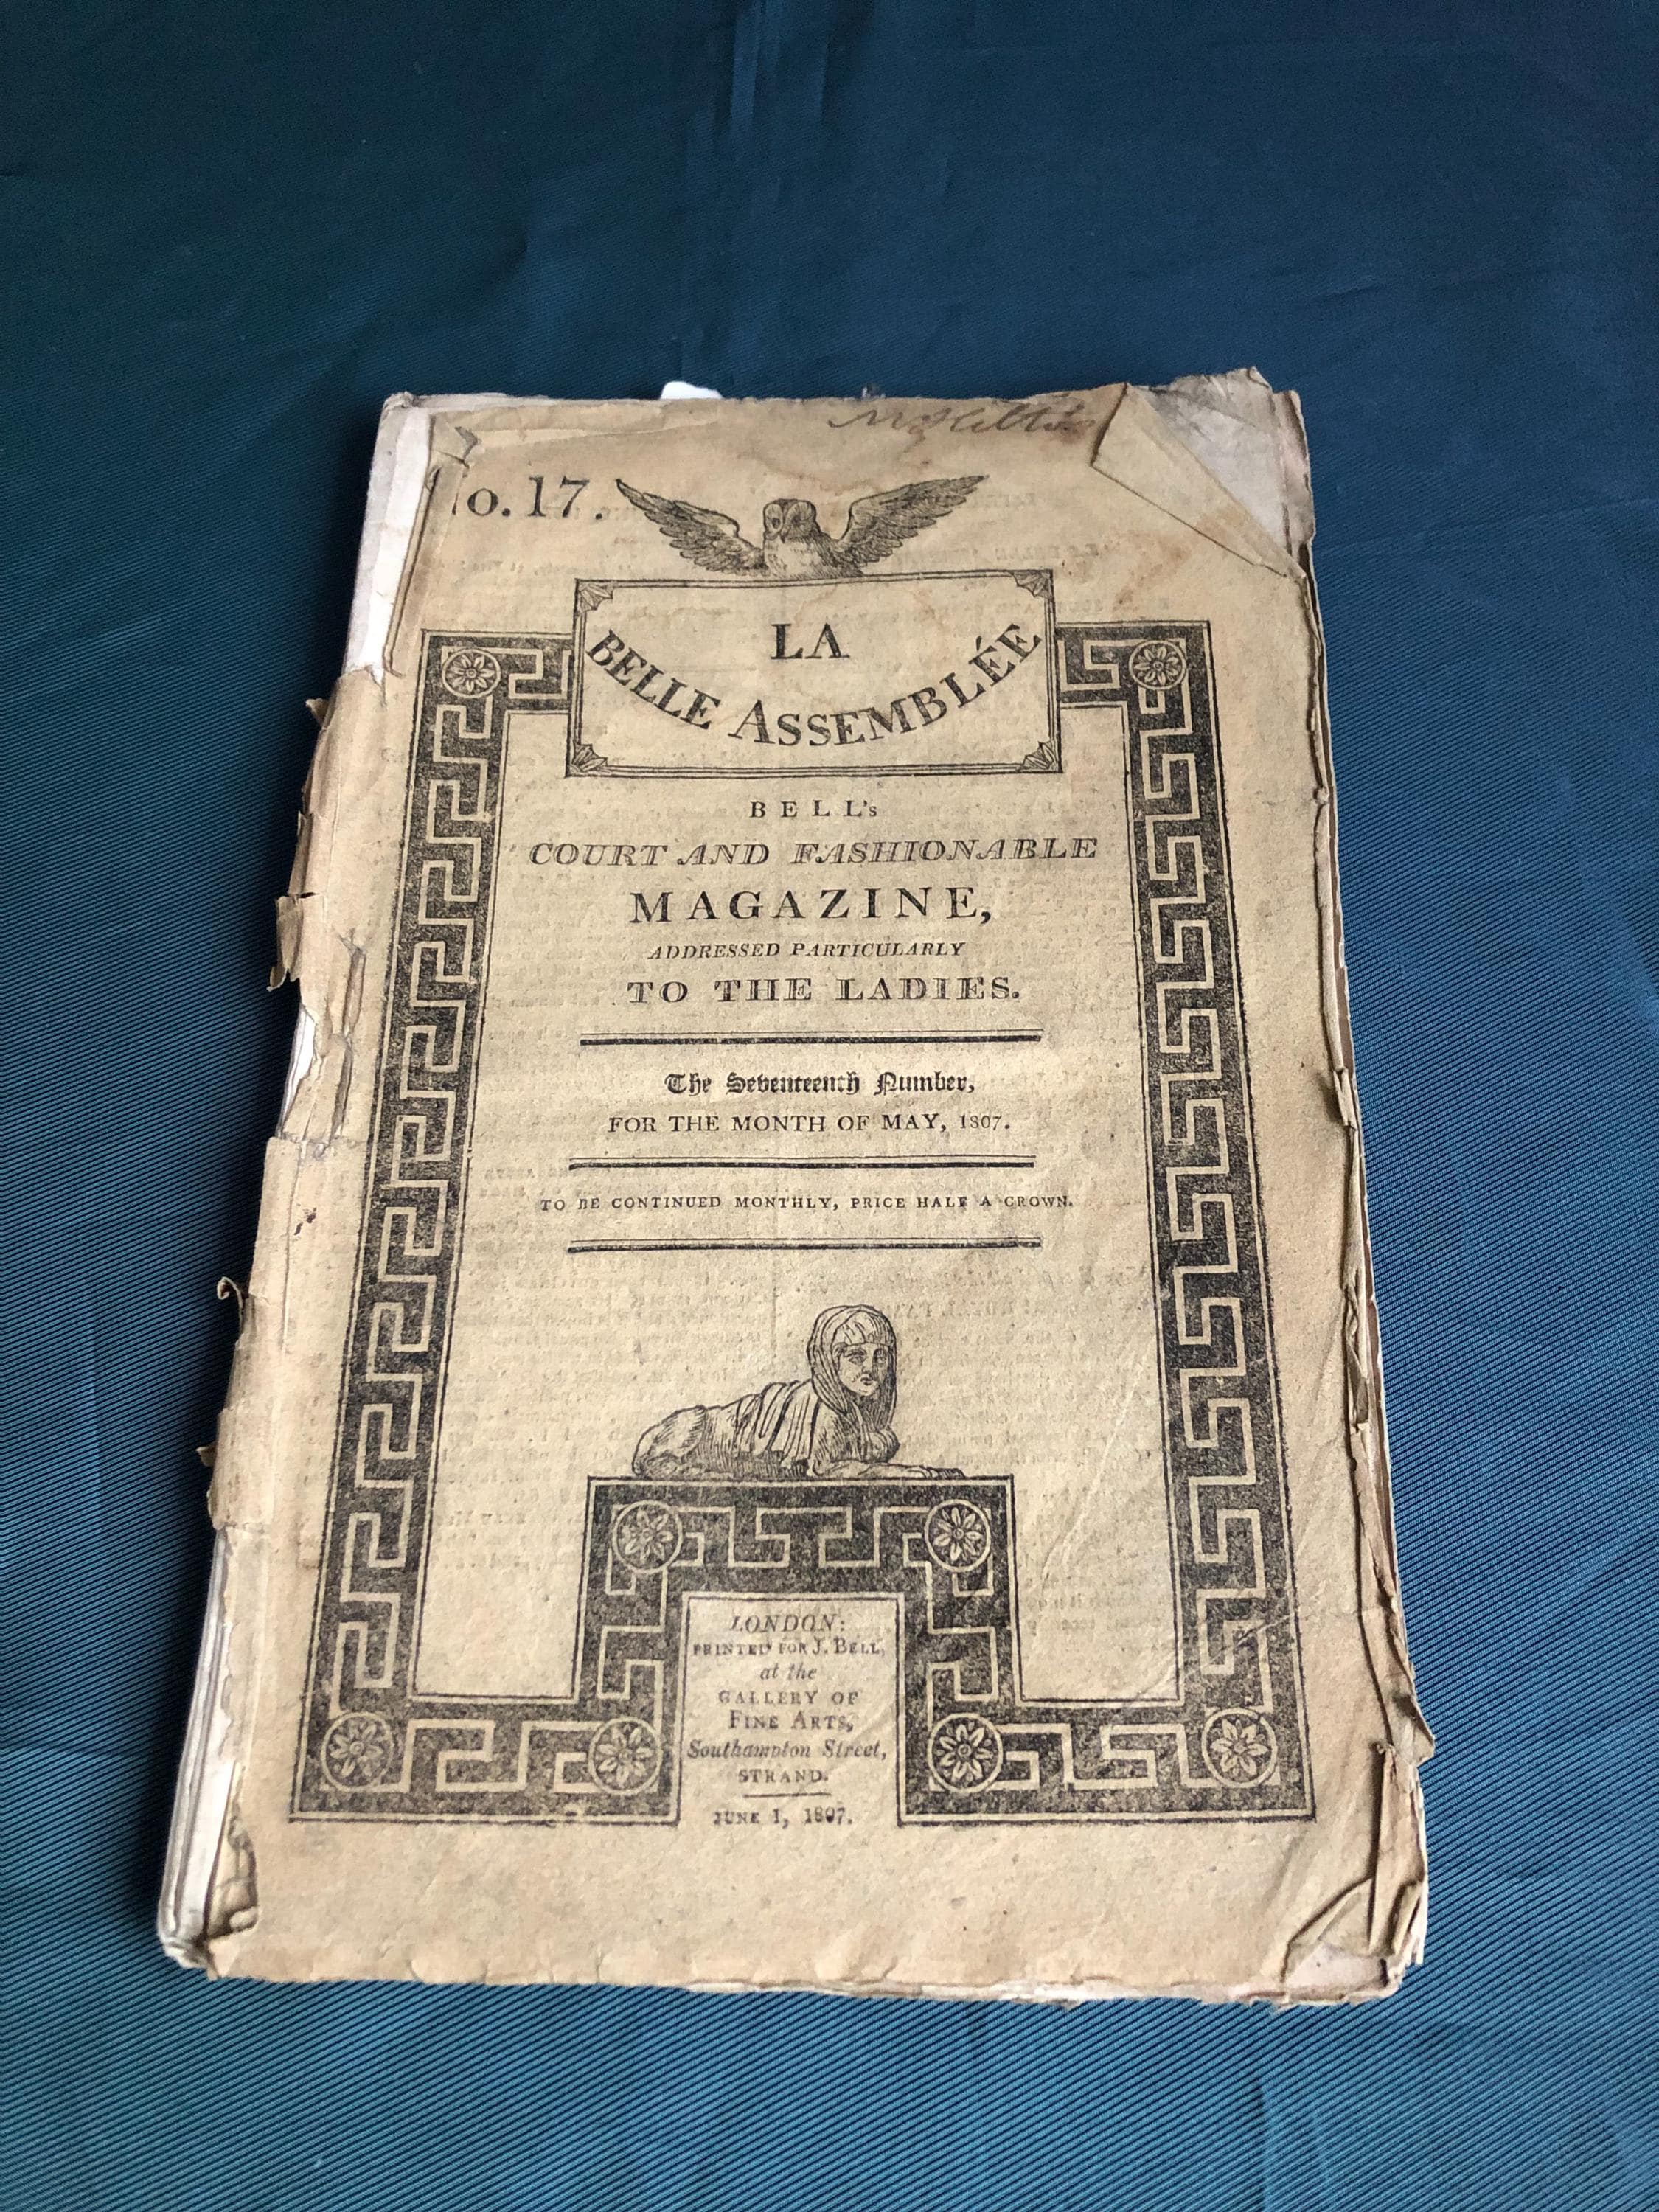 o. 17.
LA
BELLE ASSEMBLÉE
BELL's
COURT AND FASHIONABLE
MAGAZINE,
ADDRESSED PARTICULARLY
TO THE LADIES.
The Seventeenth Number,
FOR THE MONTH OF MAY, 1807.
TO BE CONTINUED MONTHLY, PRICE HALF A CROWN.
LONDON:
PRINTED FOR J. BELL,
at the
GALLERY OF
FINE ARTS,
Southampton Street,
STRAND.
JUNE 1, 1807.